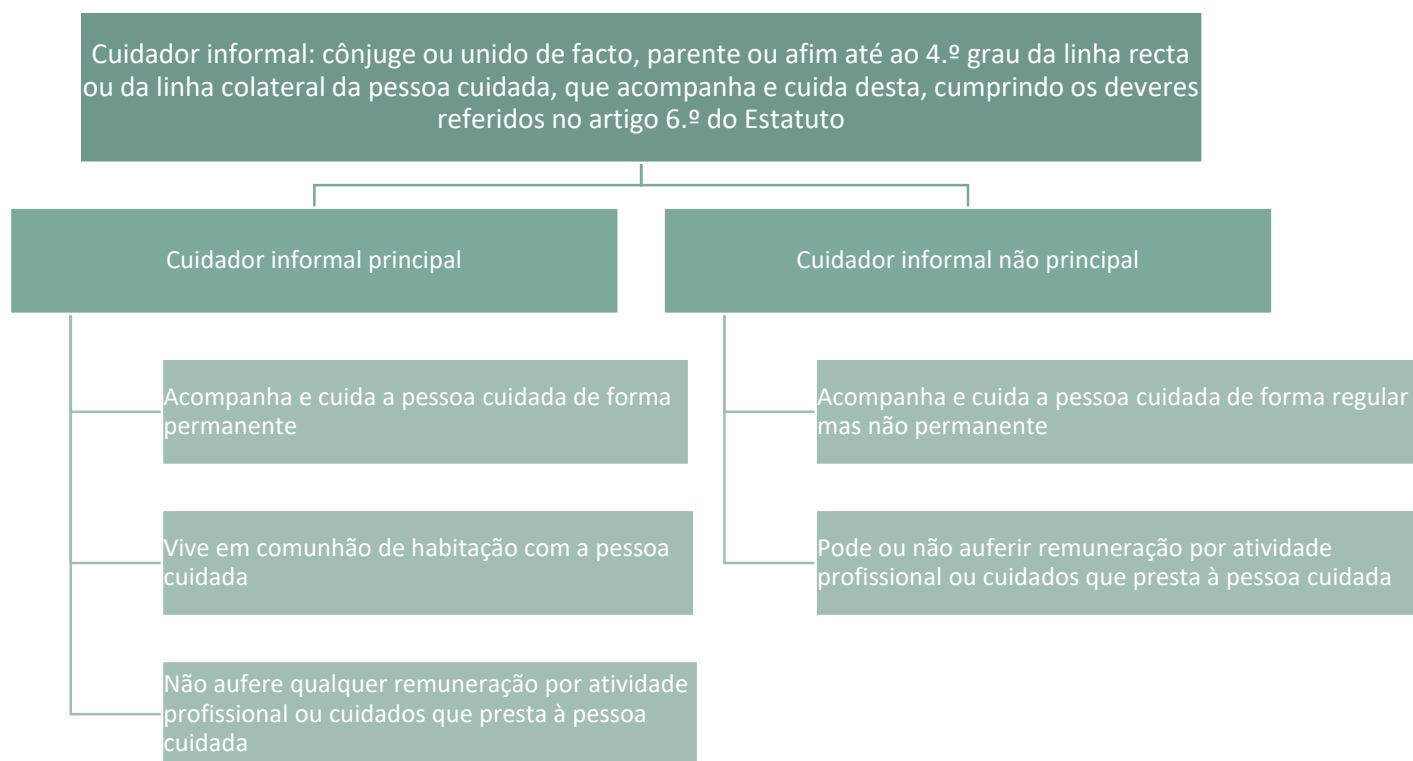 Cuidador informal: cônjuge ou unido de facto, parente ou afim até ao 4.º grau da linha recta
ou da linha colateral da pessoa cuidada, que acompanha e cuida desta, cumprindo os deveres
referidos no artigo 6.º do Estatuto
Cuidador informal principal
Acompanha e cuida a pessoa cuidada de forma
permanente
Vive em comunhão de habitação com a pessoa
cuidada
Não aufere qualquer remuneração por atividade
profissional ou cuidados que presta à pessoa
cuidada
Cuidador informal não principal
Acompanha e cuida a pessoa cuidada de forma regular
mas não permanente
Pode ou não auferir remuneração por atividade
profissional ou cuidados que presta à pessoa cuidada